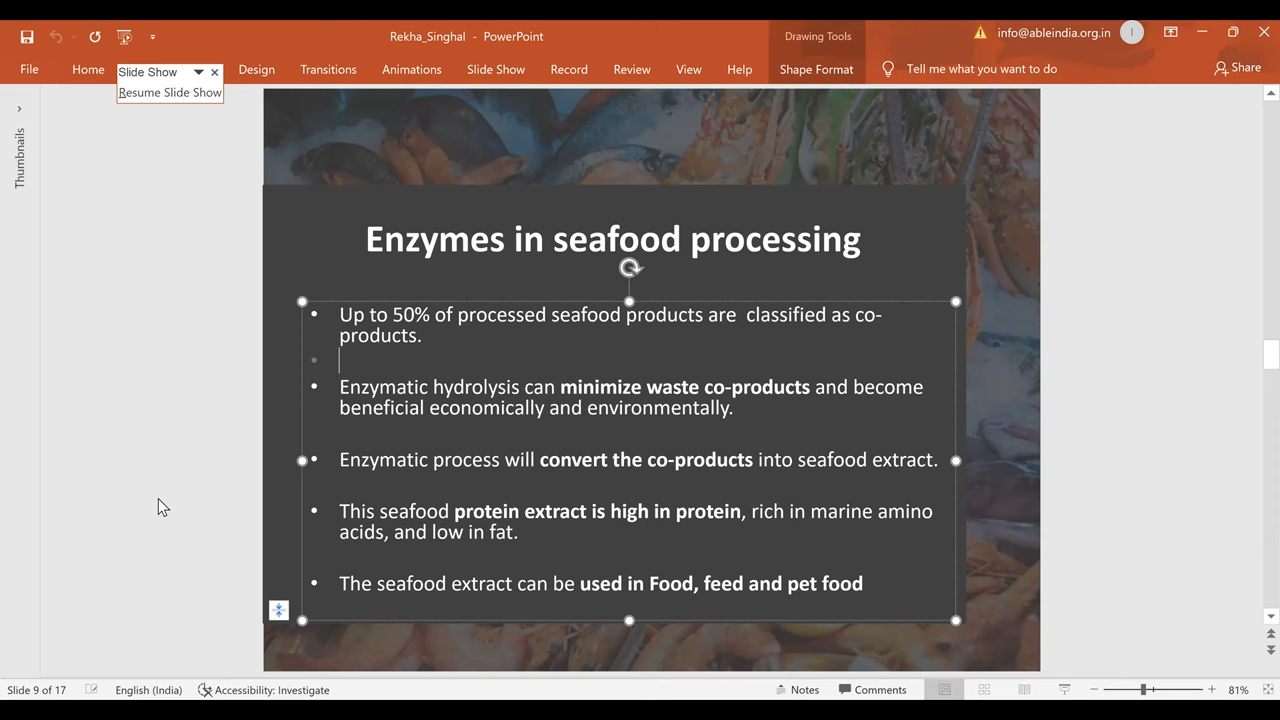 Rekha_Singhal - PowerPoint
Drawing Tools
info@ableindia.org.in
I
File
Home
Slide Show
Resume Slide Show
Design
Transitions
Animations
Slide Show
Record
Review
View
Help
Shape Format
Tell me what you want to do
Share
Thumbnails
Enzymes in seafood processing
• Up to 50% of processed seafood products are classified as co-
products.
•
• Enzymatic hydrolysis can minimize waste co-products and become
beneficial economically and environmentally.
• Enzymatic process will convert the co-products into seafood extract.
• This seafood protein extract is high in protein, rich in marine amino
acids, and low in fat.
• The seafood extract can be used in Food, feed and pet food
Slide 9 of 17
English (India)
Accessibility: Investigate
Notes
Comments
81%